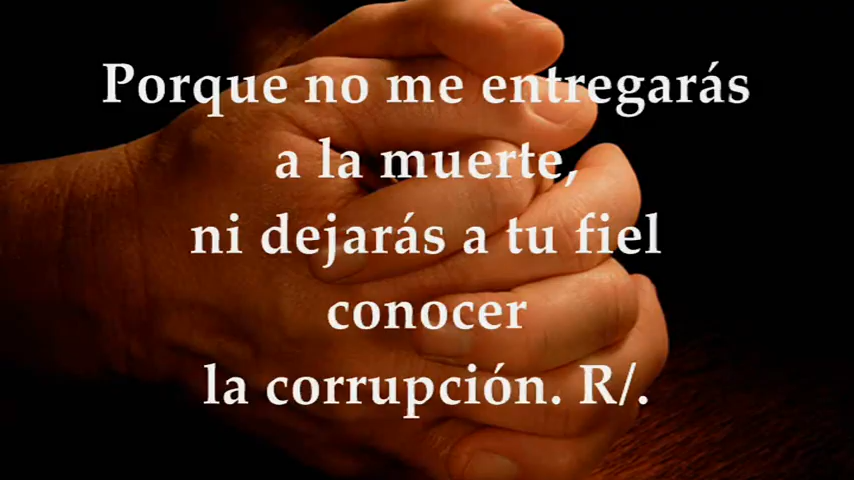 Porque no me entregarás
a la muerte,
ni dejarás a tu fiel
conocer
la corrupción. R/.